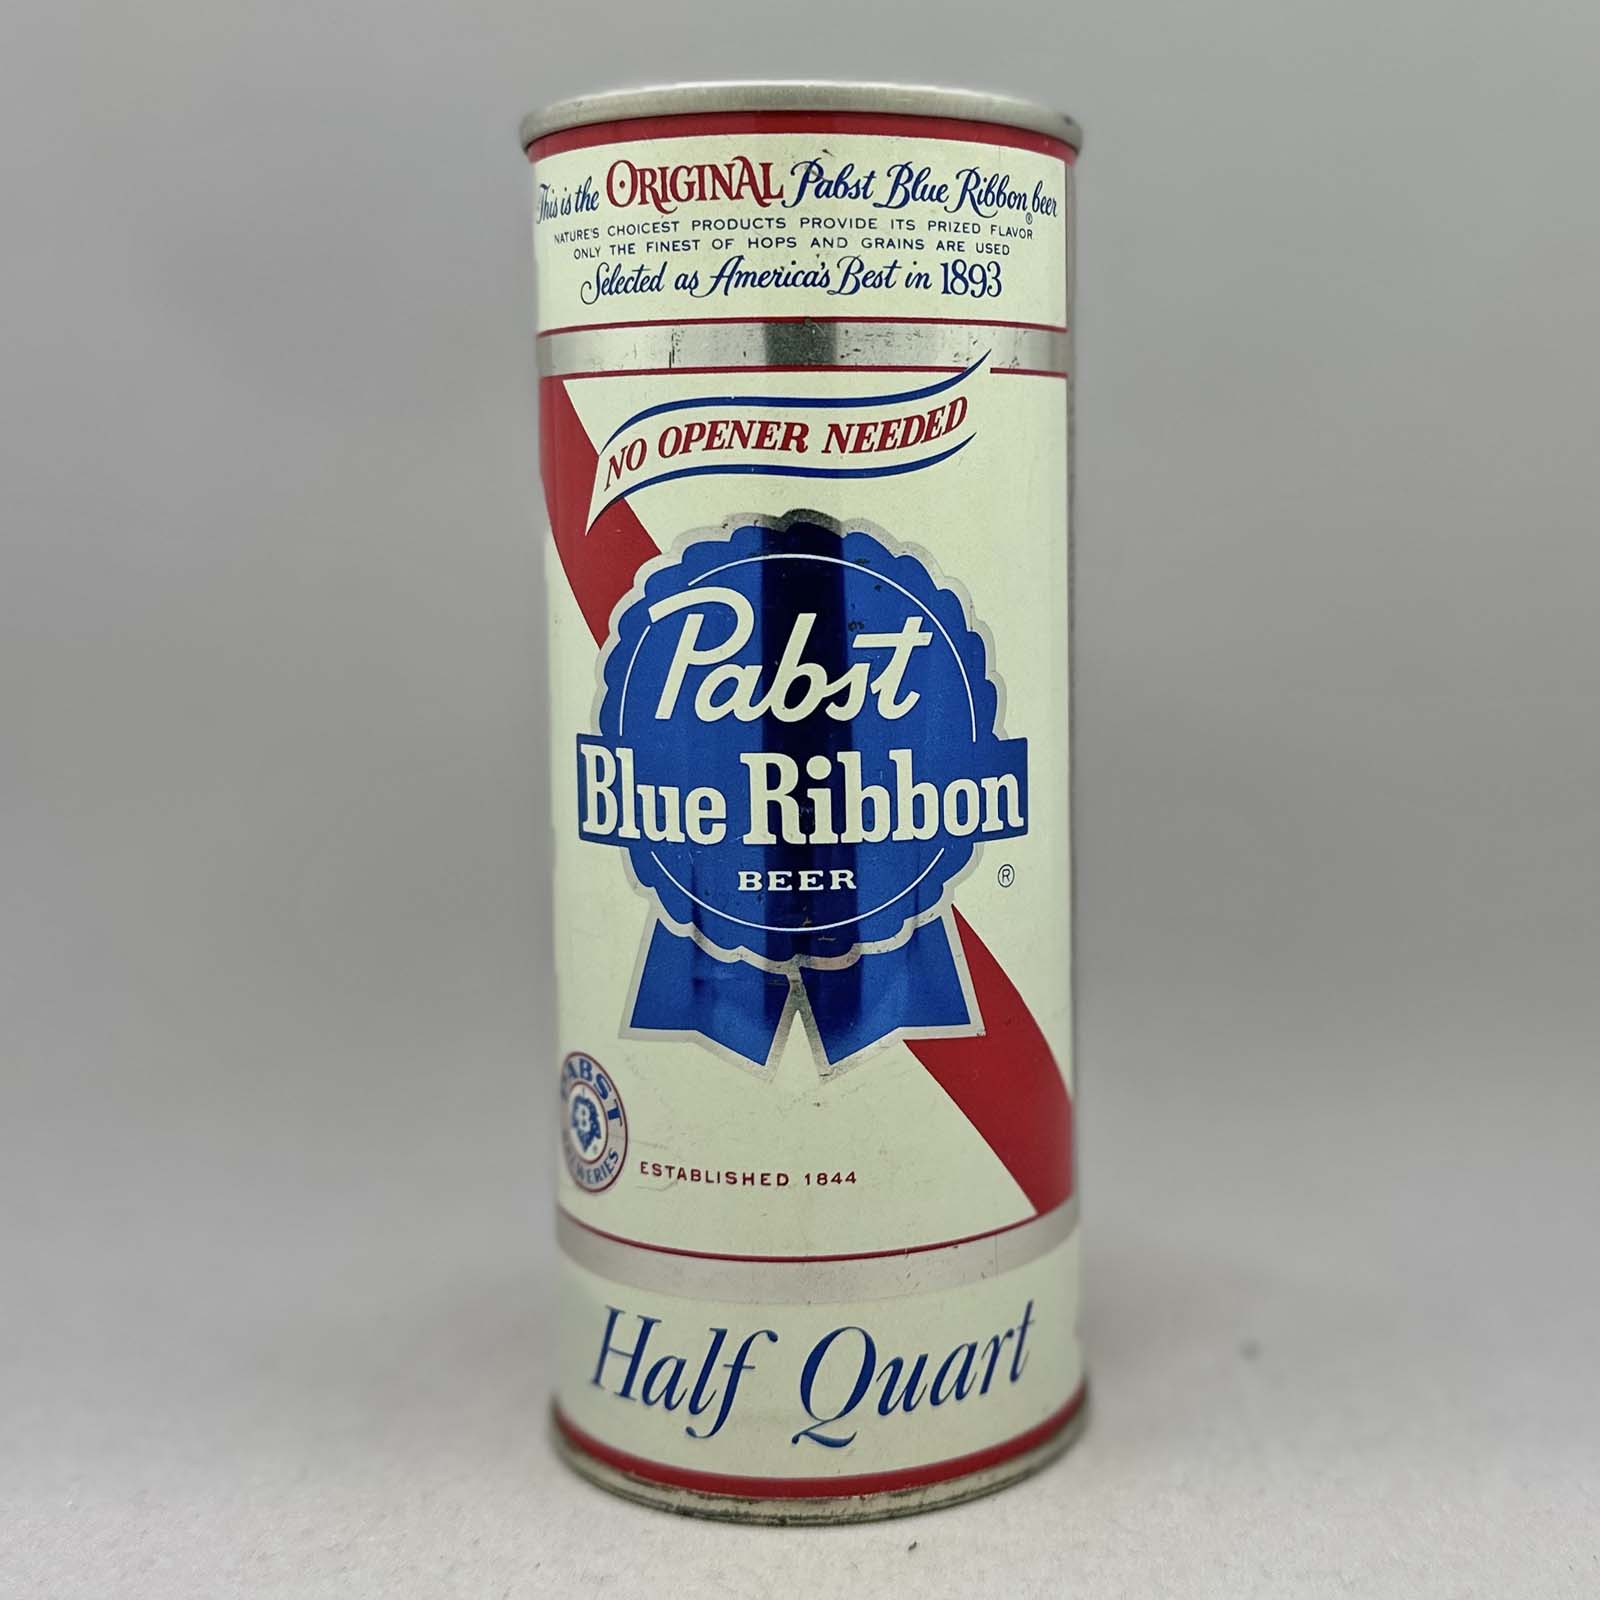 This is the ORIGINAL Pabst Blue Ribbon® beer
NATURE'S CHOICEST PRODUCTS PROVIDE ITS PRIZED FLAVOR
ONLY THE FINEST OF HOPS AND GRAINS ARE USED
Selected as America's Best in 1893
NO OPENER NEEDED
Pabst
Blue Ribbon
BEER
®
PABST
B
BREWERIES
ESTABLISHED 1844
Half Quart